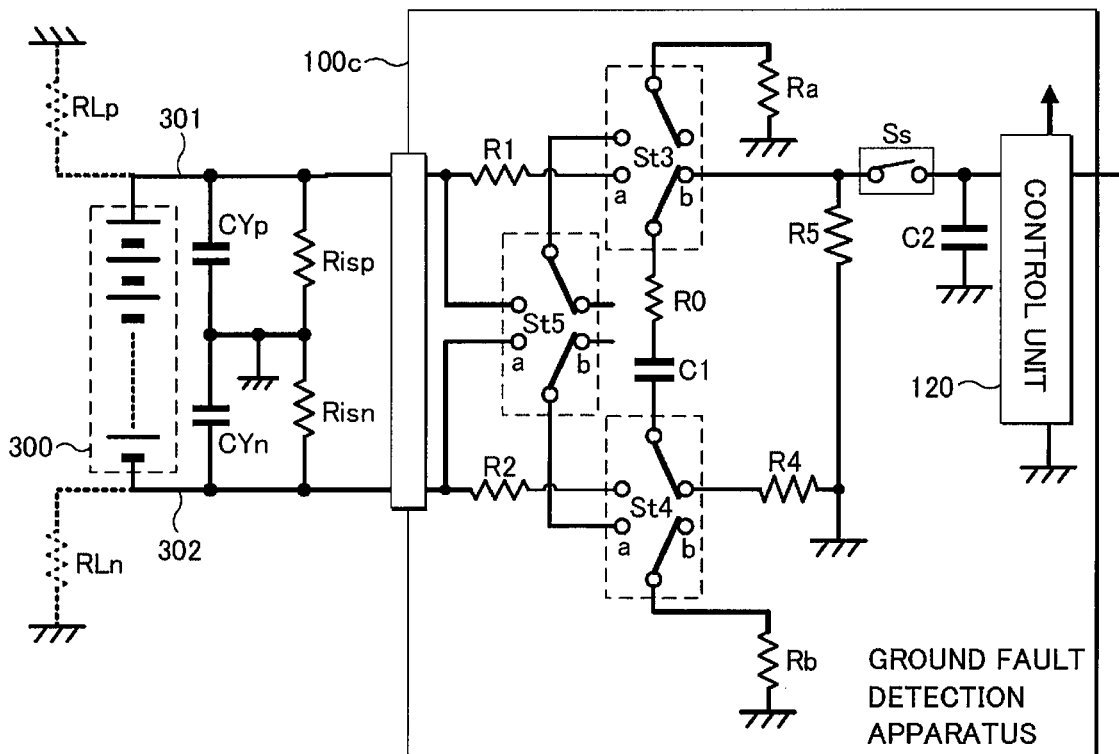 100c
RLp
301
Ra
Ss
R1
St3
a
b
CYp
Risp
R5
C2
CONTROL UNIT
R0
St5
a
b
C1
120
Risn
CYn
300
R2
R4
St4
a
b
302
RLn
Rb
GROUND FAULT
DETECTION
APPARATUS